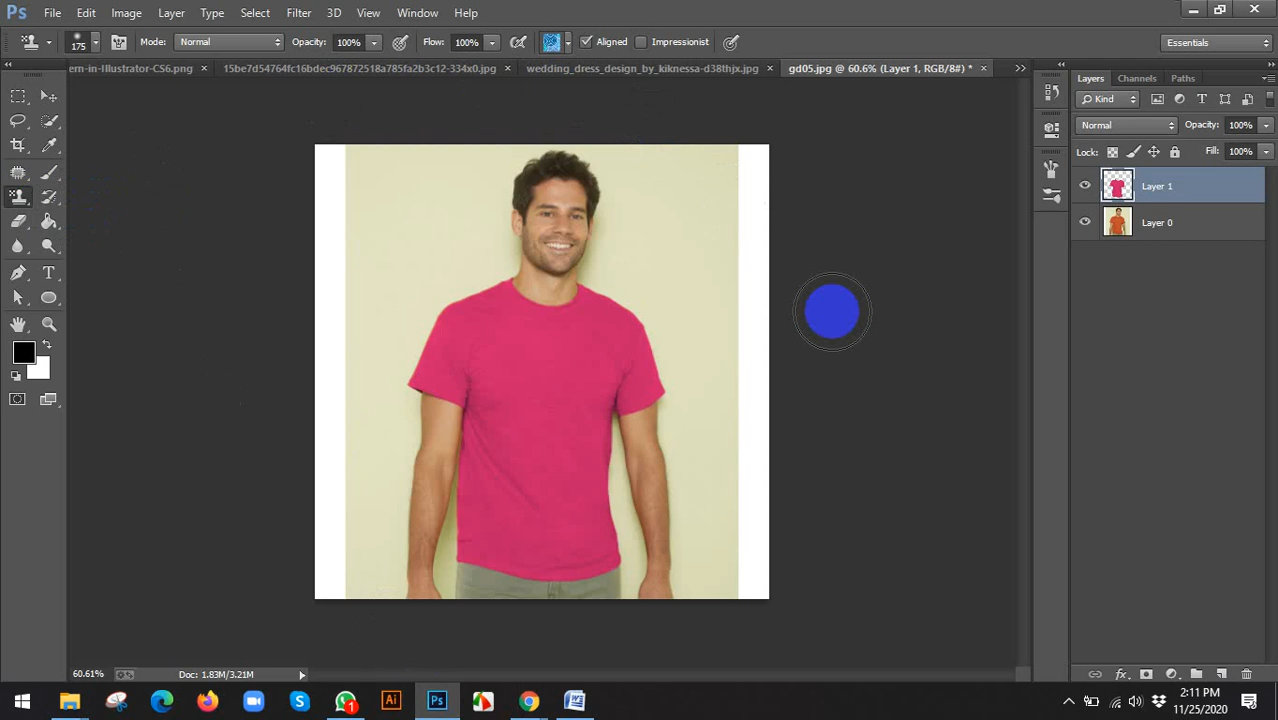 Ps File Edit Image Layer Type Select Filter 3D View Window Help
175 Mode: Normal Opacity: 100% Flow: 100% Aligned Impressionist Essentials
ern-in-Illustrator-CS6.png × 15be7d54764fc16bdec967872518a785fa2b3c12-334x0.jpg × wedding_dress_design_by_kiknessa-d38thjx.jpg × gd05.jpg @ 60.6% (Layer 1, RGB/8#) * ×
Layers Channels Paths
Kind
Normal Opacity: 100%
Lock: Fill: 100%
Layer 1
Layer 0
60.61% Doc: 1.83M/3.21M
1 Ai Ps 2:11 PM
11/25/2020